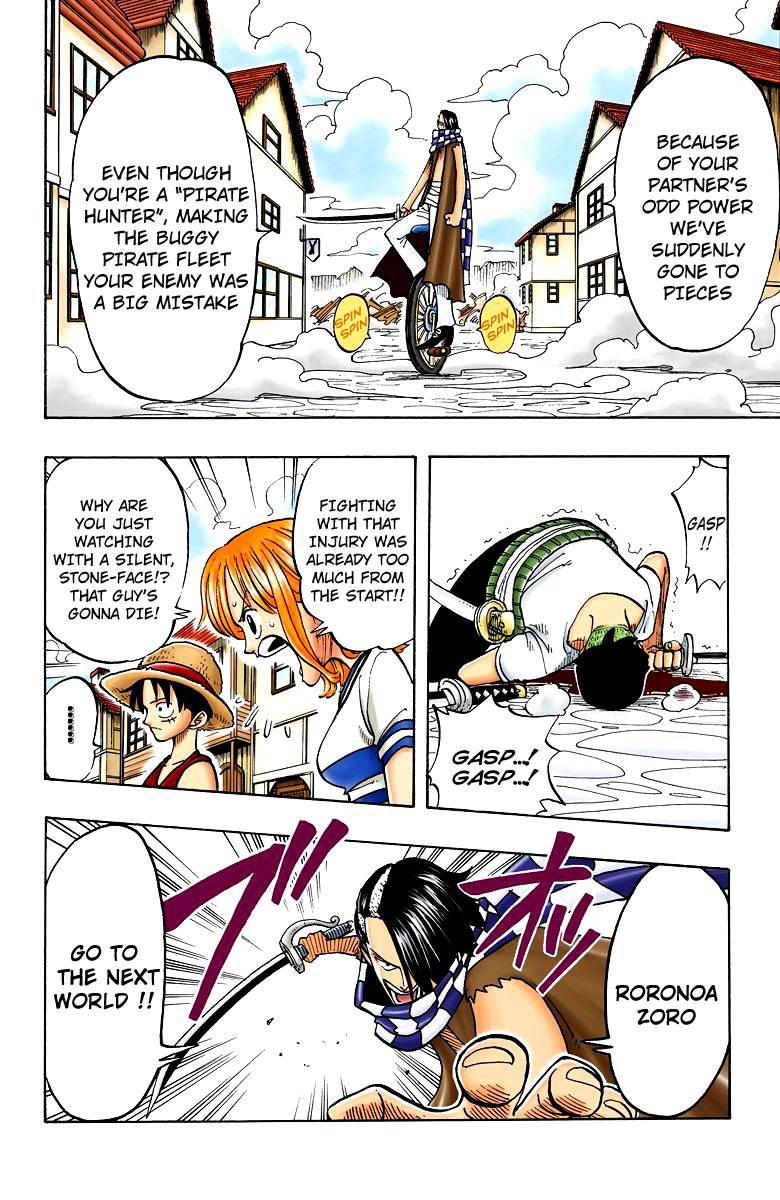 BECAUSE
OF YOUR
PARTNER'S
ODD POWER
WE'VE
SUDDENLY
GONE TO
PIECES
EVEN THOUGH
YOU'RE A "PIRATE
HUNTER", MAKING
THE BUGGY
PIRATE FLEET
YOUR ENEMY WAS
A BIG MISTAKE
SPIN
SPIN
SPIN
SPIN
GASP
!!
GASP...!
GASP...!
FIGHTING
WITH THAT
INJURY WAS
ALREADY TOO
MUCH FROM
THE START!!
WHY ARE
YOU JUST
WATCHING
WITH A SILENT,
STONE-FACE!?
THAT GUY'S
GONNA DIE!
オッ
RORONOA
ZORO
ブ
GO TO
THE NEXT
WORLD !!